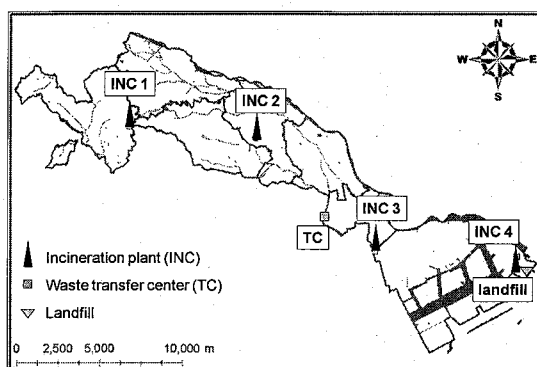 N
W E
S
INC 1
INC 2
INC 3
TC
INC 4
landfill
Incineration plant (INC)
Waste transfer center (TC)
Landfill
0 2,500 5,000 10,000 m